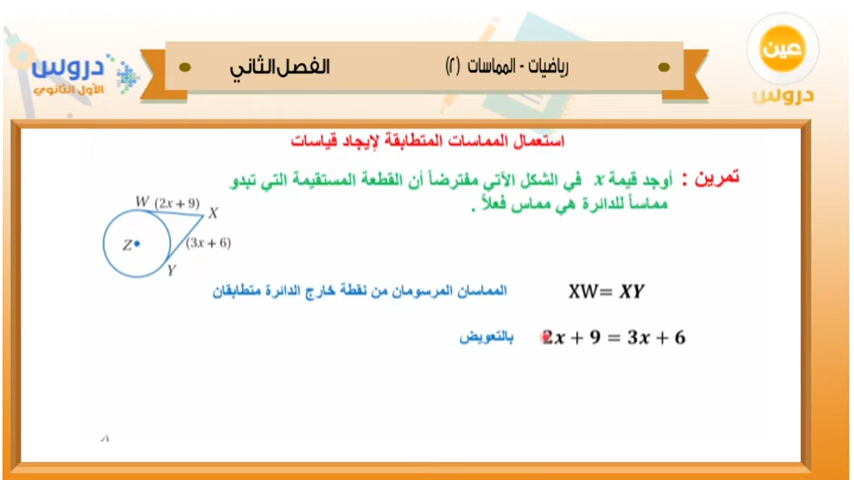 عين
دروس
رياضيات - المماسات (٢)
الفصل الثاني
دروس
الأول الثانوي
استعمال المماسات المتطابقة لإيجاد قياسات
تمرين : أوجد قيمة x في الشكل الآتي مفترضاً أن القطعة المستقيمة التي تبدو
مماساً للدائرة هي مماس فعلاً .
W (2x + 9)
X
Z
(3x + 6)
Y
XW= XY المماسان المرسومان من نقطة خارج الدائرة متطابقان
2x + 9 = 3x + 6 بالتعويض
٨